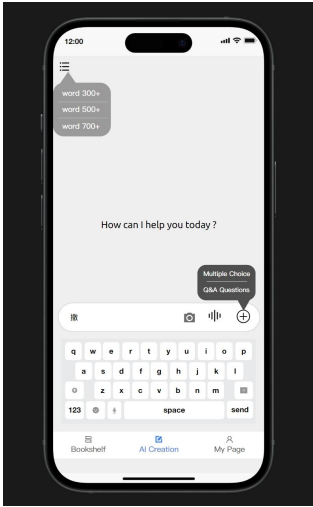 12:00
word 300+
word 500+
word 700+
How can I help you today ?
Multiple Choice
Q&A Questions
撤
q w e r t y u i o p
a s d f g h j k l
z x c v b n m
123 space send
Bookshelf AI Creation My Page